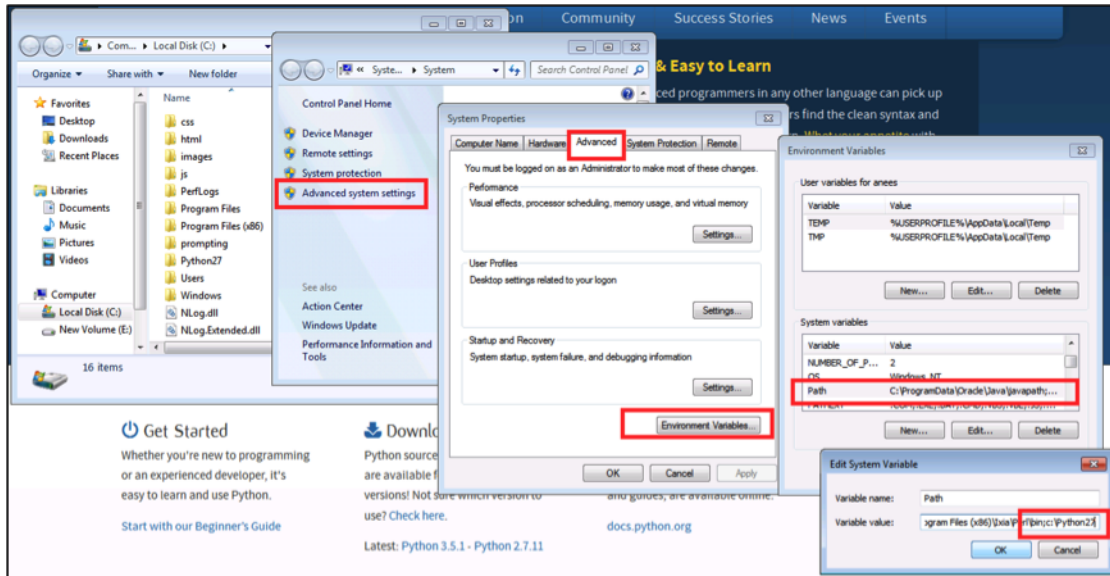 on Community Success Stories News Events
Com... Local Disk (C:)
Organize Share with New folder
Favorites
Desktop
Downloads
Recent Places
Libraries
Documents
Music
Pictures
Videos
Computer
Local Disk (C:)
New Volume (E:)
Name
css
html
images
js
PerfLogs
Program Files
Program Files (x86)
prompting
Python27
Users
Windows
NLog.dll
NLog.Extended.dll
16 items
« Syste... System Search Control Panel
Control Panel Home
Device Manager
Remote settings
System protection
Advanced system settings
See also
Action Center
Windows Update
Performance Information and
Tools
& Easy to Learn
ced programmers in any other language can pick up
rs find the clean syntax and
System Properties
Computer Name Hardware Advanced System Protection Remote
You must be logged on as an Administrator to make most of these changes.
Performance
Visual effects, processor scheduling, memory usage, and virtual memory
Settings...
User Profiles
Desktop settings related to your logon
Settings...
Startup and Recovery
System startup, system failure, and debugging information
Settings...
Environment Variables...
OK Cancel Apply
Environment Variables
User variables for anees
Variable Value
TEMP %USERPROFILE%\AppData\Local\Temp
TMP %USERPROFILE%\AppData\Local\Temp
New... Edit... Delete
System variables
Variable Value
NUMBER_OF_P... 2
OS Windows_NT
Path C:\ProgramData\Oracle\Java\javapath;...
New... Edit... Delete
Edit System Variable
Variable name: Path
Variable value: ogram Files (x86)\Ixia\Perl\bin;c:\Python27
OK Cancel
Get Started
Whether you're new to programming
or an experienced developer, it's
easy to learn and use Python.
Start with our Beginner's Guide
Downlo
Python source
are available f
versions! Not sure which version to
use? Check here.
Latest: Python 3.5.1 - Python 2.7.11
and guides, are available online.
docs.python.org